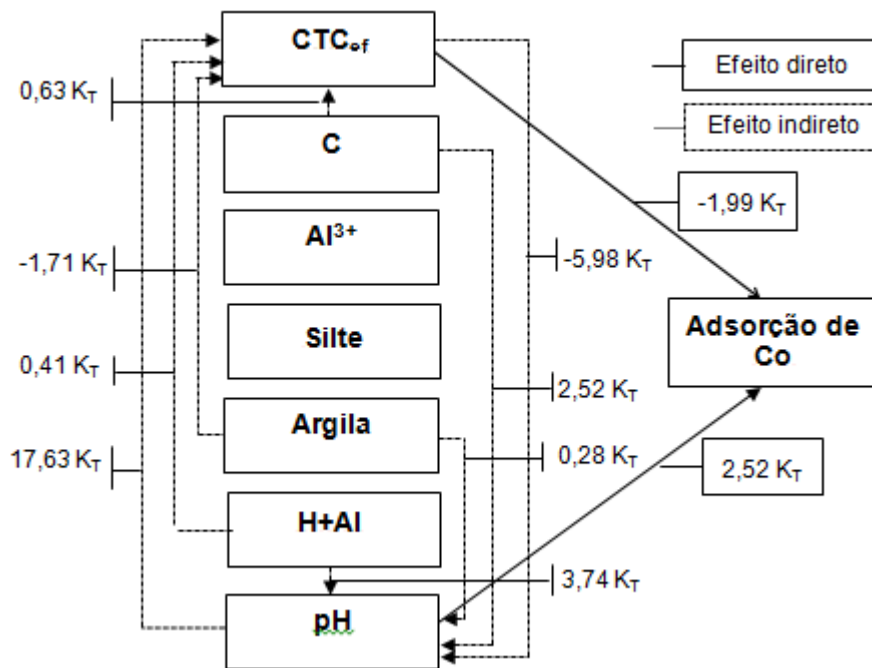 CTCef
Efeito direto
Efeito indireto
0,63 KT
C
-1,99 KT
Al3+
-1,71 KT
-5,98 KT
Silte
Adsorção de
Co
0,41 KT
2,52 KT
Argila
17,63 KT
0,28 KT
2,52 KT
H+Al
3,74 KT
pH